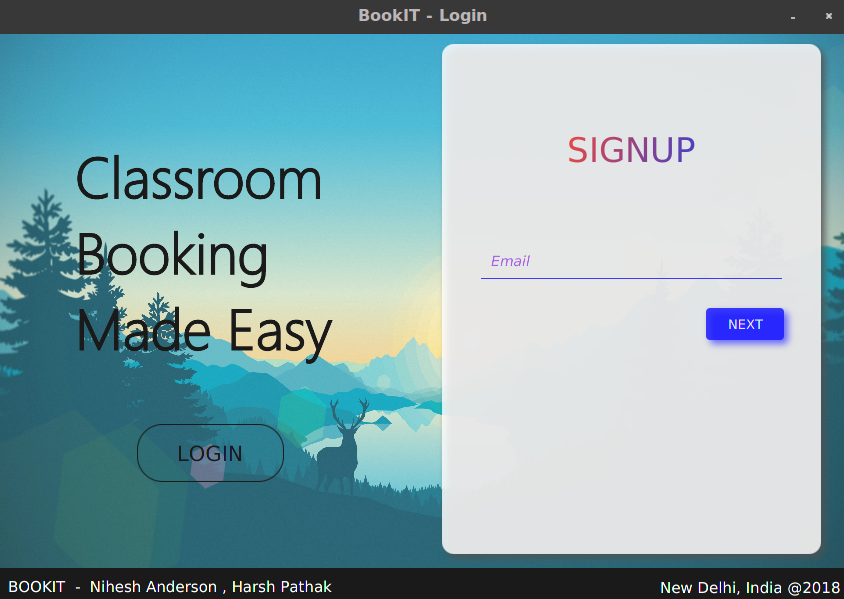 BookIT - Login
Classroom
Booking
Made Easy
LOGIN
SIGNUP
Email
NEXT
BOOKIT - Nihesh Anderson , Harsh Pathak
New Delhi, India @2018